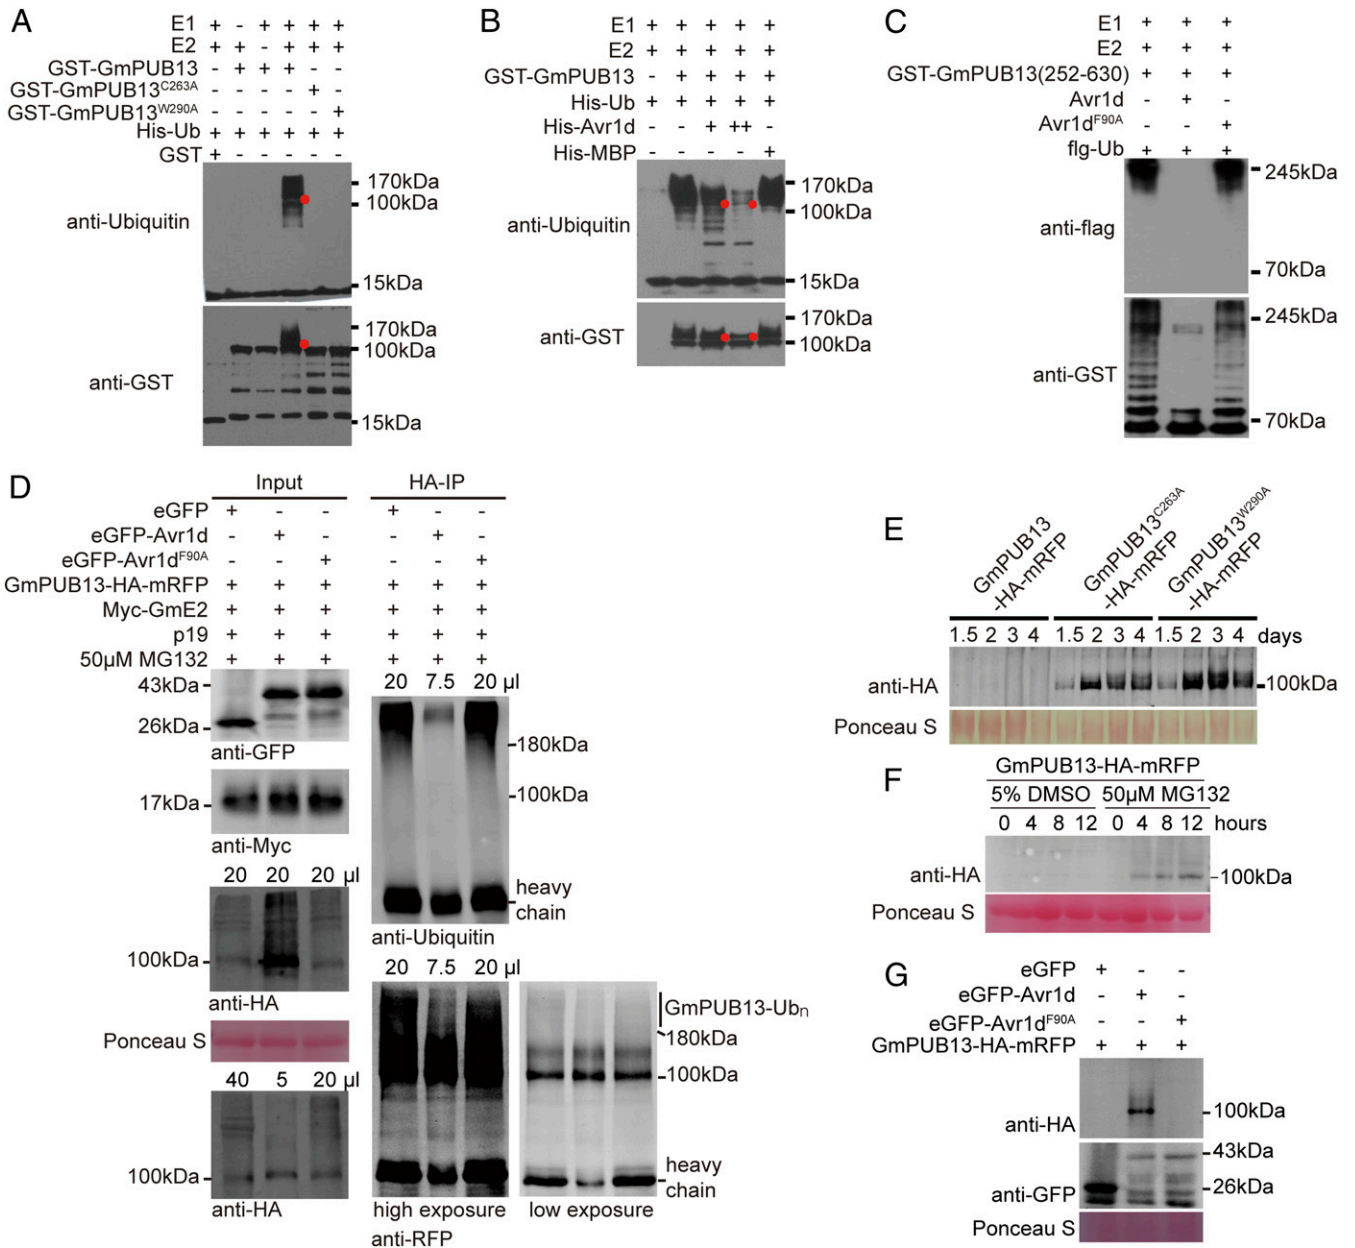 A
E1 + - + + + +
E2 + + - + + +
GST-GmPUB13 - + + + - -
GST-GmPUB13C263A - - - - + -
GST-GmPUB13W290A - - - - - +
His-Ub + + + + + +
GST + - - - - -
170kDa
anti-Ubiquitin
100kDa
15kDa
170kDa
anti-GST
100kDa
15kDa
B
E1 + + + + +
E2 + + + + +
GST-GmPUB13 - + + + +
His-Ub + + + + +
His-Avr1d - - + ++ -
His-MBP - - - - +
170kDa
anti-Ubiquitin
100kDa
15kDa
170kDa
anti-GST
100kDa
C
E1 + + +
E2 + + +
GST-GmPUB13(252-630) + + +
Avr1d - + -
Avr1dF90A - - +
flg-Ub + + +
245kDa
anti-flag
70kDa
245kDa
anti-GST
70kDa
D
Input HA-IP
eGFP + - - + - -
eGFP-Avr1d - + - - + -
eGFP-Avr1dF90A - - + - - +
GmPUB13-HA-mRFP + + + + + +
Myc-GmE2 + + + + + +
p19 + + + + + +
50μM MG132 + + + + + +
43kDa
26kDa
anti-GFP
17kDa
anti-Myc
20 20 20 μl
100kDa
anti-HA
Ponceau S
40 5 20 μl
100kDa
anti-HA
20 7.5 20 μl
180kDa
100kDa
heavy
chain
anti-Ubiquitin
20 7.5 20 μl
GmPUB13-Ubn
180kDa
100kDa
heavy
chain
high exposure low exposure
anti-RFP
E
GmPUB13
-HA-mRFP
GmPUB13C263A
-HA-mRFP
GmPUB13W290A
-HA-mRFP
1.5 2 3 4 1.5 2 3 4 1.5 2 3 4 days
anti-HA
100kDa
Ponceau S
F
GmPUB13-HA-mRFP
5% DMSO 50μM MG132
0 4 8 12 0 4 8 12 hours
anti-HA
100kDa
Ponceau S
G
eGFP + - -
eGFP-Avr1d - + -
eGFP-Avr1dF90A - - +
GmPUB13-HA-mRFP + + +
anti-HA
100kDa
43kDa
anti-GFP
26kDa
Ponceau S